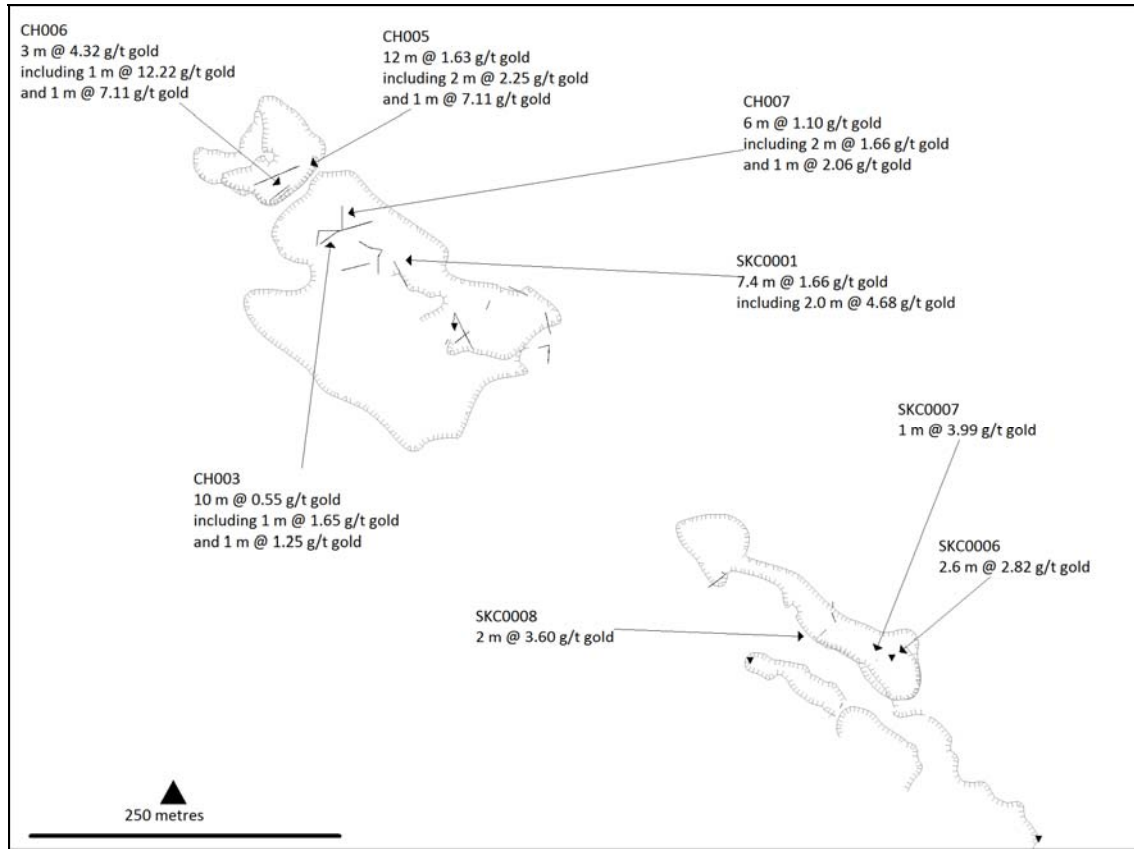 CH006
3 m @ 4.32 g/t gold
including 1 m @ 12.22 g/t gold
and 1 m @ 7.11 g/t gold
CH005
12 m @ 1.63 g/t gold
including 2 m @ 2.25 g/t gold
and 1 m @ 7.11 g/t gold
CH007
6 m @ 1.10 g/t gold
including 2 m @ 1.66 g/t gold
and 1 m @ 2.06 g/t gold
SKC0001
7.4 m @ 1.66 g/t gold
including 2.0 m @ 4.68 g/t gold
CH003
10 m @ 0.55 g/t gold
including 1 m @ 1.65 g/t gold
and 1 m @ 1.25 g/t gold
SKC0007
1 m @ 3.99 g/t gold
SKC0006
2.6 m @ 2.82 g/t gold
SKC0008
2 m @ 3.60 g/t gold
250 metres